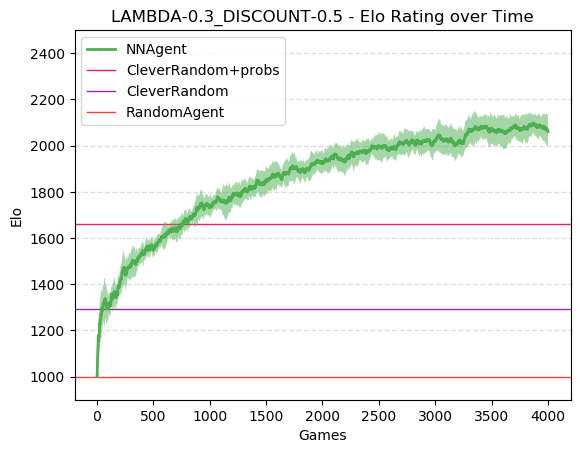 LAMBDA-0.3_DISCOUNT-0.5 - Elo Rating over Time
NNAgent
CleverRandom+probs
CleverRandom
RandomAgent
Elo
2400
2200
2000
1800
1600
1400
1200
1000
0 500 1000 1500 2000 2500 3000 3500 4000
Games